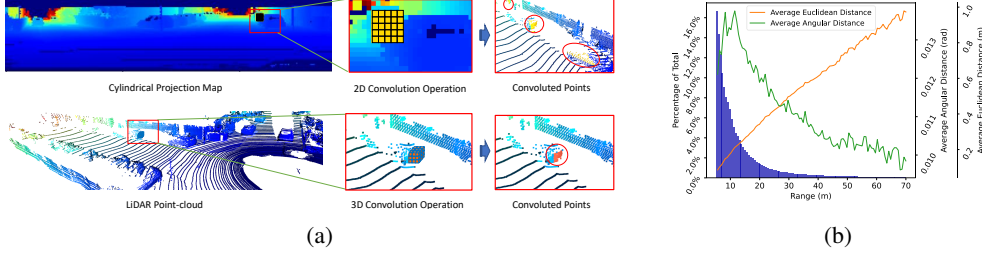 Cylindrical Projection Map
2D Convolution Operation
Convoluted Points
LiDAR Point-cloud
3D Convolution Operation
Convoluted Points
(a)
Average Euclidean Distance
Average Angular Distance
Percentage of Total
0.0%
2.0%
4.0%
6.0%
8.0%
10.0%
12.0%
14.0%
16.0%
10 20 30 40 50 60 70
Range (m)
0.010
0.011
0.012
0.013
Average Angular Distance (rad)
0.2
0.4
0.6
0.8
1.0
Average Euclidean Distance (m)
(b)